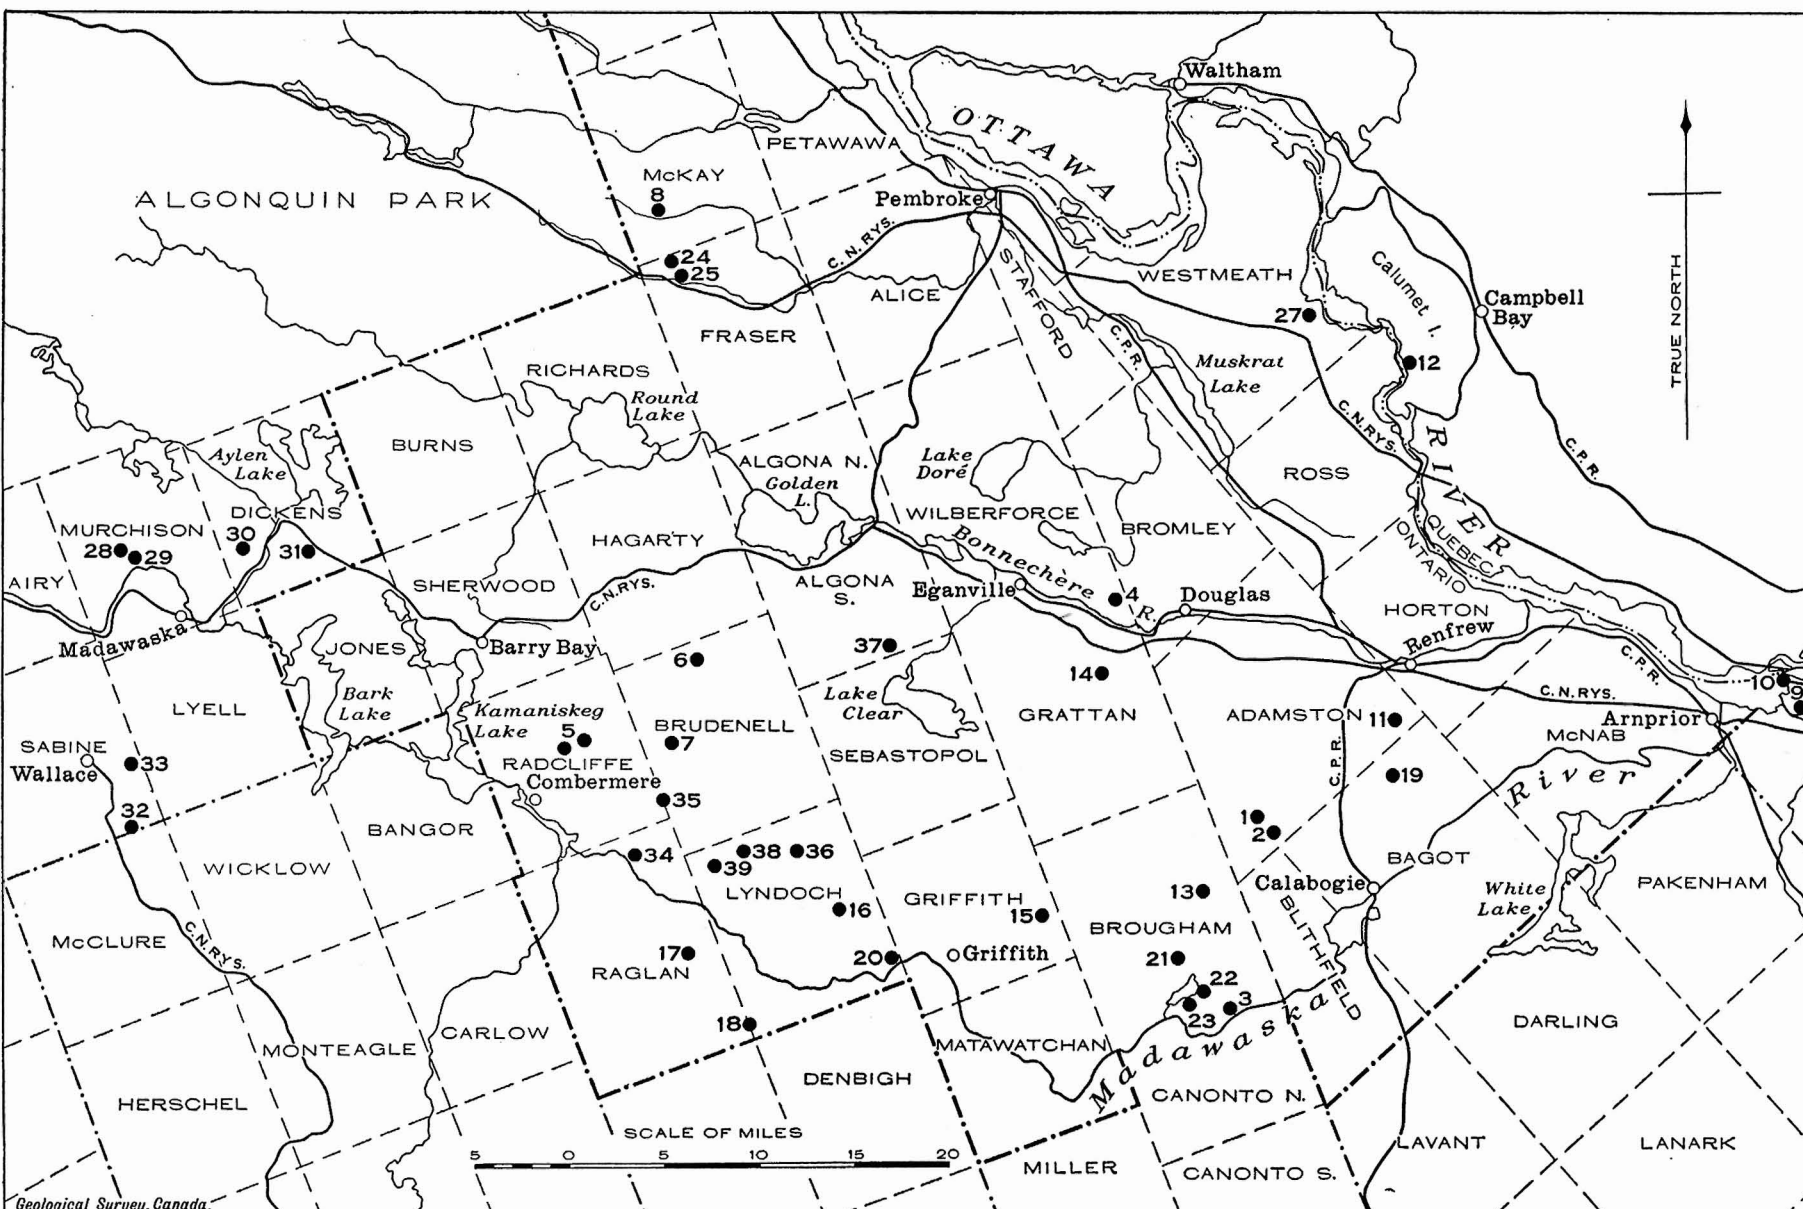 Waltham
OTTAWA
PETAWAWA
McKAY
8
ALGONQUIN PARK
Pembroke
C. N. RYS.
24
25
STAFFORD
WESTMEATH
Calumet I.
ALICE
Campbell
Bay
27
C. P. R.
FRASER
TRUE NORTH
Muskrat
Lake
12
RICHARDS
Round
Lake
C. N. RYS.
RIVER
C. P. R.
BURNS
Aylen
Lake
ALGONA N.
Golden
L.
Lake
Doré
ROSS
DICKENS
WILBERFORCE
MURCHISON
28
29
30
31
HAGARTY
Bonnechère R.
BROMLEY
QUEBEC
ONTARIO
AIRY
SHERWOOD
C. N. RYS.
ALGONA
S.
Eganville
4
Douglas
HORTON
Renfrew
Madawaska
JONES
Barry Bay
6
37
14
C. P. R.
10
9
LYELL
Bark
Lake
Kamaniskeg
Lake
5
BRUDENELL
7
Lake
Clear
GRATTAN
ADAMSTON
11
C. N. RYS.
Arnprior
McNAB
SABINE
Wallace
33
RADCLIFFE
Combermere
SEBASTOPOL
C. P. R.
19
River
35
32
BANGOR
1
2
WICKLOW
34
39
38
36
BAGOT
LYNDOCH
GRIFFITH
Calabogie
White
Lake
PAKENHAM
16
15
13
BLITHFIELD
McCLURE
C. N. RYS.
BROUGHAM
17
RAGLAN
20
Griffith
21
22
23
3
18
CARLOW
MONTEAGLE
MATAWATCHAN
Madawaska
DARLING
DENBIGH
HERSCHEL
CANONTO N.
SCALE OF MILES
5 0 5 10 15 20
MILLER
CANONTO S.
LAVANT
LANARK
Geological Survey, Canada.